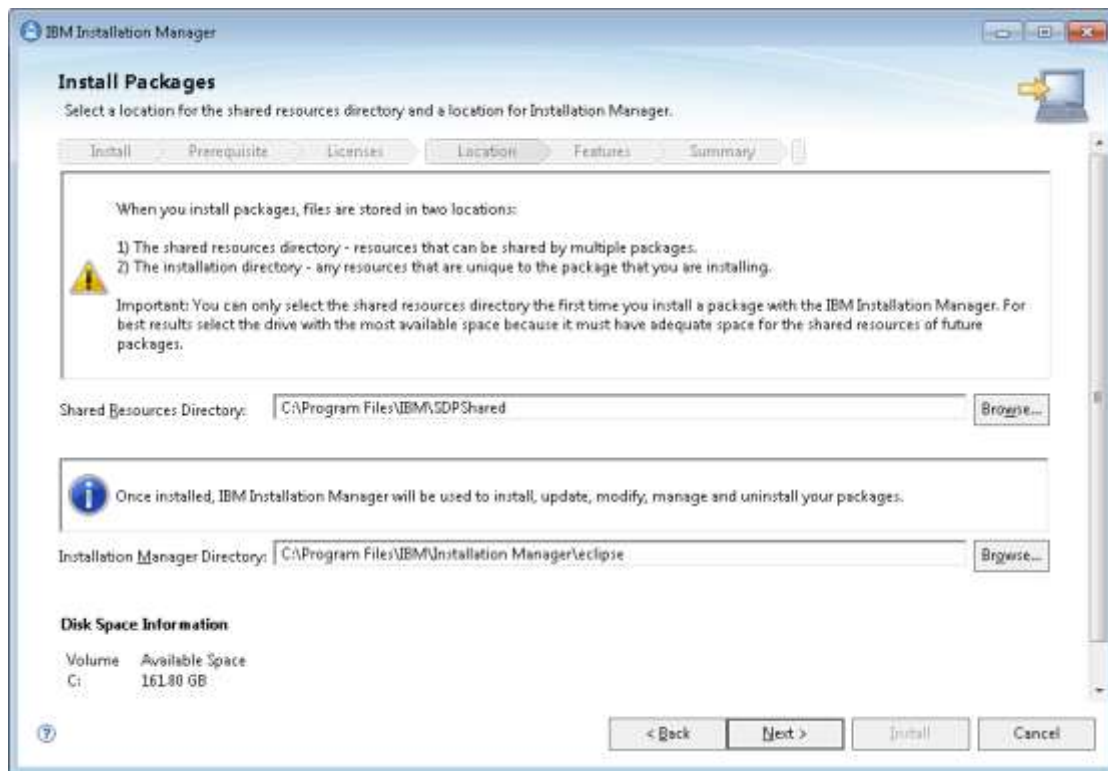 IBM Installation Manager
Install Packages
Select a location for the shared resources directory and a location for Installation Manager.
Install Prerequisite Licenses Location Features Summary
When you install packages, files are stored in two locations:
1) The shared resources directory - resources that can be shared by multiple packages.
2) The installation directory - any resources that are unique to the package that you are installing.
Important: You can only select the shared resources directory the first time you install a package with the IBM Installation Manager. For
best results select the drive with the most available space because it must have adequate space for the shared resources of future
packages.
Shared Resources Directory: C:\Program Files\IBM\SDPShared Browse...
Once installed, IBM Installation Manager will be used to install, update, modify, manage and uninstall your packages.
Installation Manager Directory: C:\Program Files\IBM\Installation Manager\eclipse Browse...
Disk Space Information
Volume Available Space
C: 161.80 GB
? < Back Next > Install Cancel